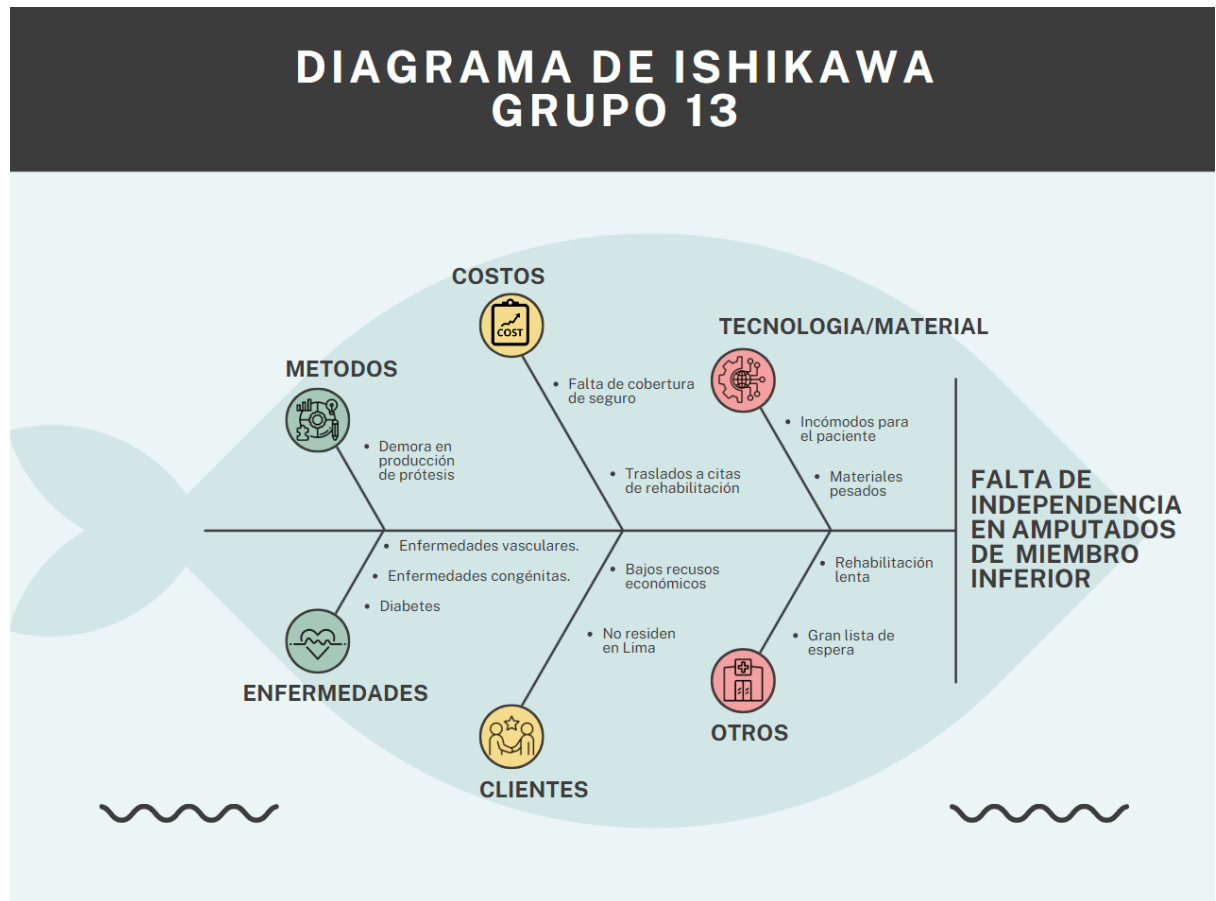 DIAGRAMA DE ISHIKAWA
GRUPO 13
COSTOS
COST
TECNOLOGIA/MATERIAL
METODOS
• Falta de cobertura
de seguro
• Incómodos para
el paciente
• Demora en
producción
de prótesis
• Traslados a citas
de rehabilitación
• Materiales
pesados
FALTA DE
INDEPENDENCIA
EN AMPUTADOS
DE MIEMBRO
INFERIOR
• Enfermedades vasculares.
• Enfermedades congénitas.
• Diabetes
• Bajos recusos
económicos
• Rehabilitación
lenta
• No residen
en Lima
• Gran lista de
espera
ENFERMEDADES
OTROS
CLIENTES